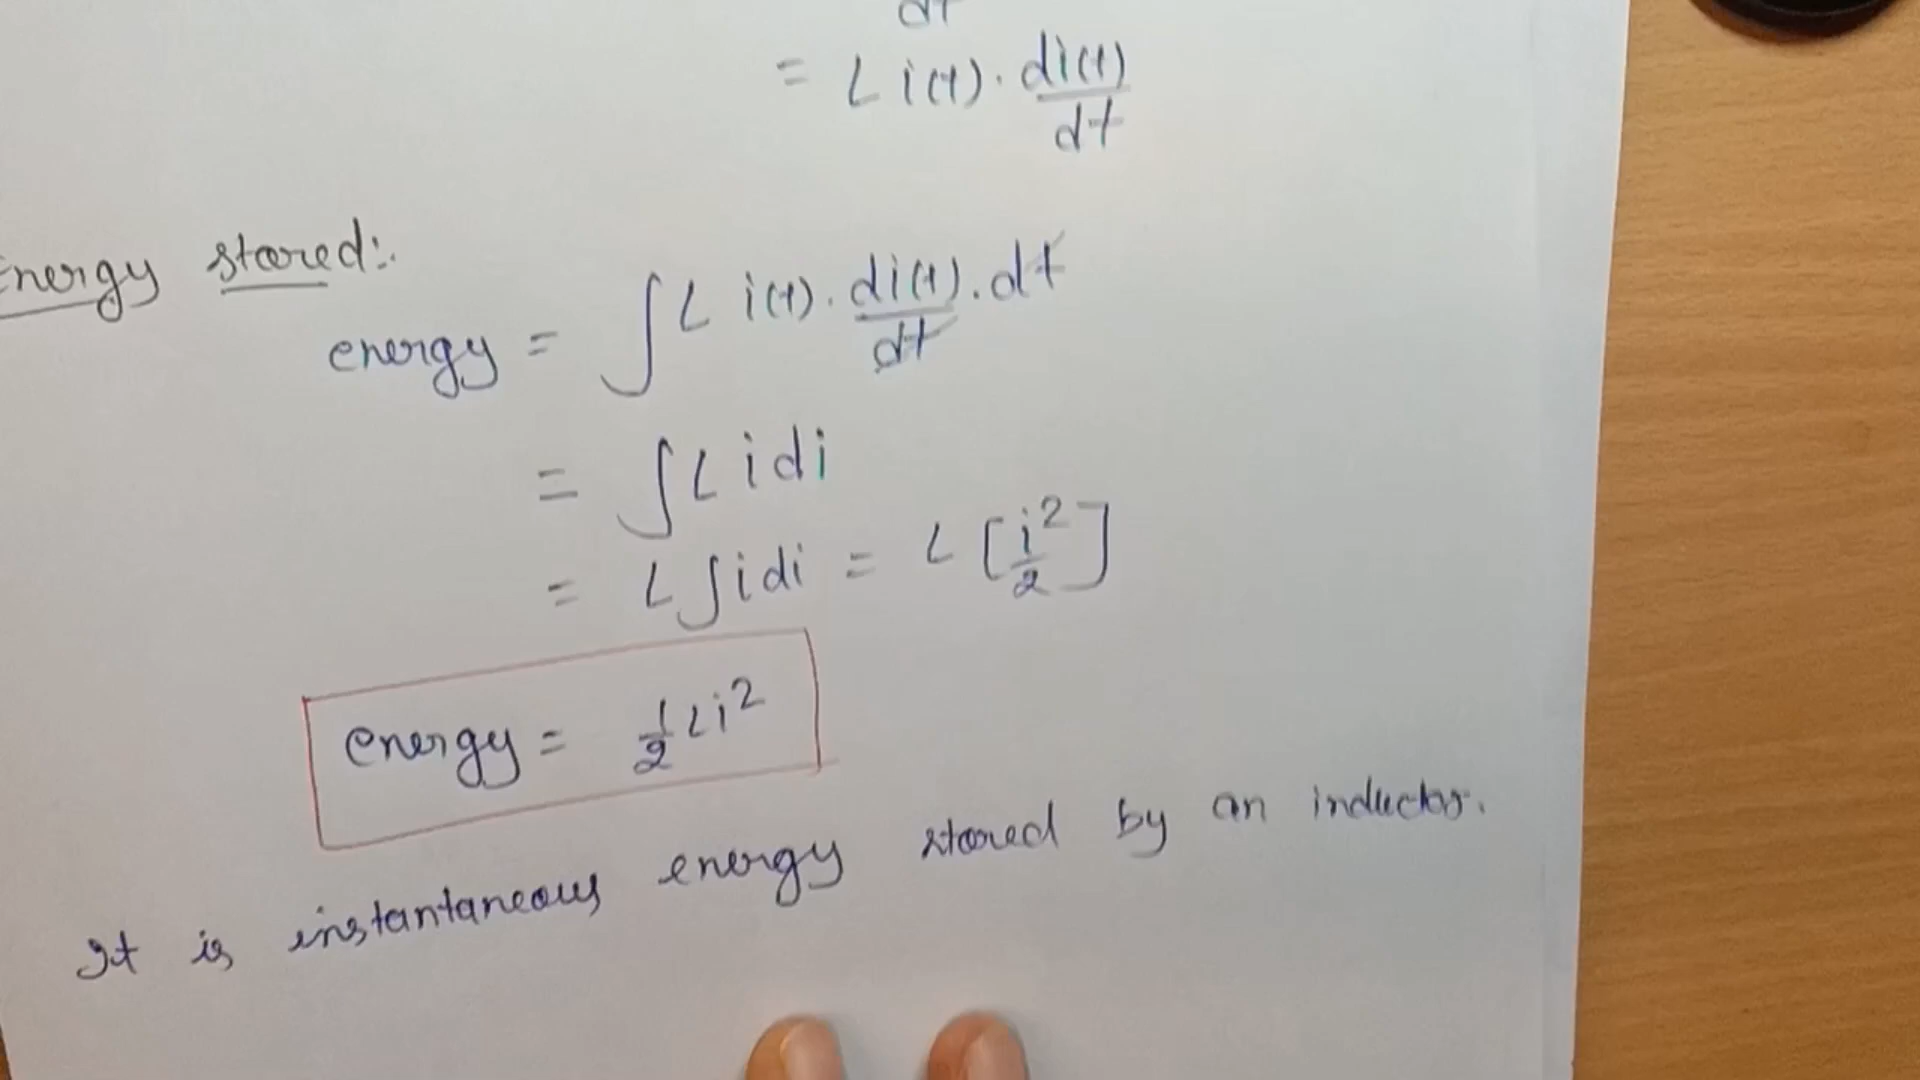 dt
= L i(t) . di(t)/dt
Energy stored:.
energy = ∫ L i(t) . di(t)/dt . dt
= ∫ L i di
= L ∫ i di = L [i²/2]
energy = 1/2 L i²
It is instantaneous energy stored by an inductor.